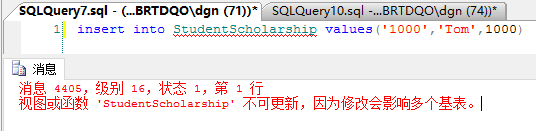 SQLQuery7.sql - (...BRTDQO\dgn (71))*
SQLQuery10.sql -...BRTDQO\dgn (74))*
insert into StudentScholarship values('1000','Tom',1000)
消息
消息 4405，级别 16，状态 1，第 1 行
视图或函数 'StudentScholarship' 不可更新，因为修改会影响多个基表。